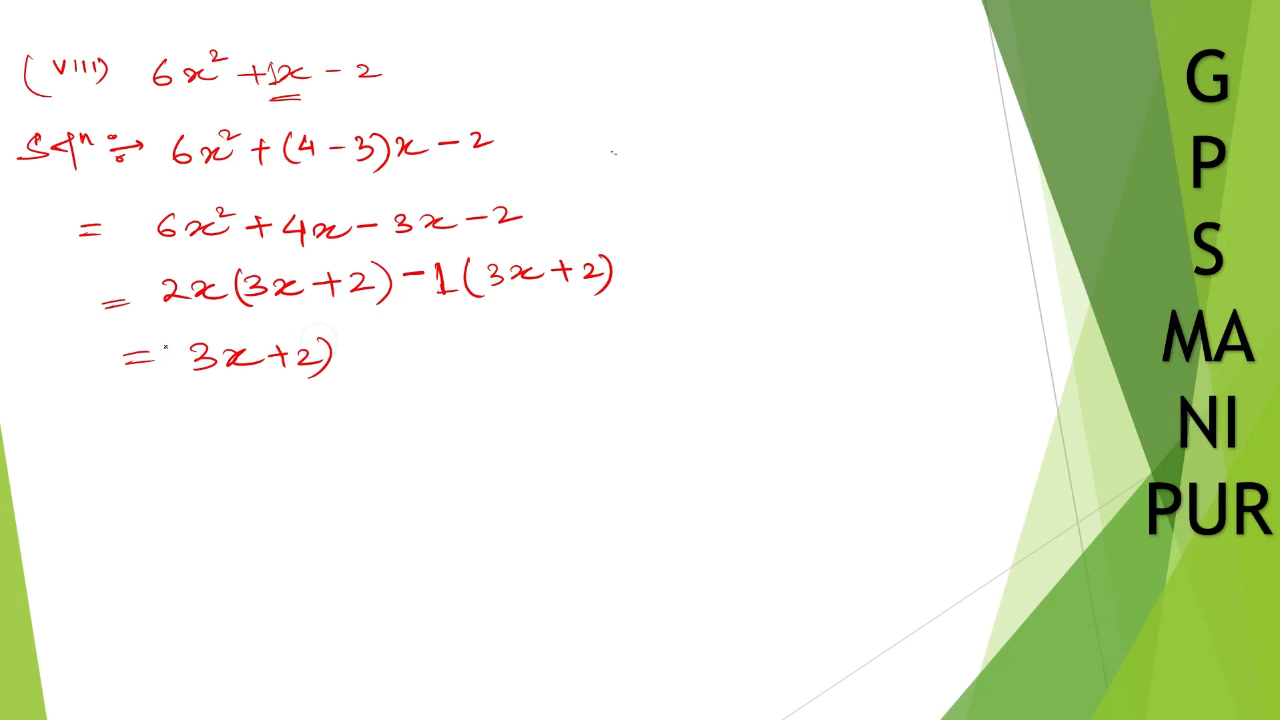 (VIII) 6x² + 1x - 2
Solⁿ :→ 6x² + (4 - 3)x - 2
= 6x² + 4x - 3x - 2
= 2x(3x + 2) - 1(3x + 2)
= 3x + 2)
G
P
S
MA
NI
PUR